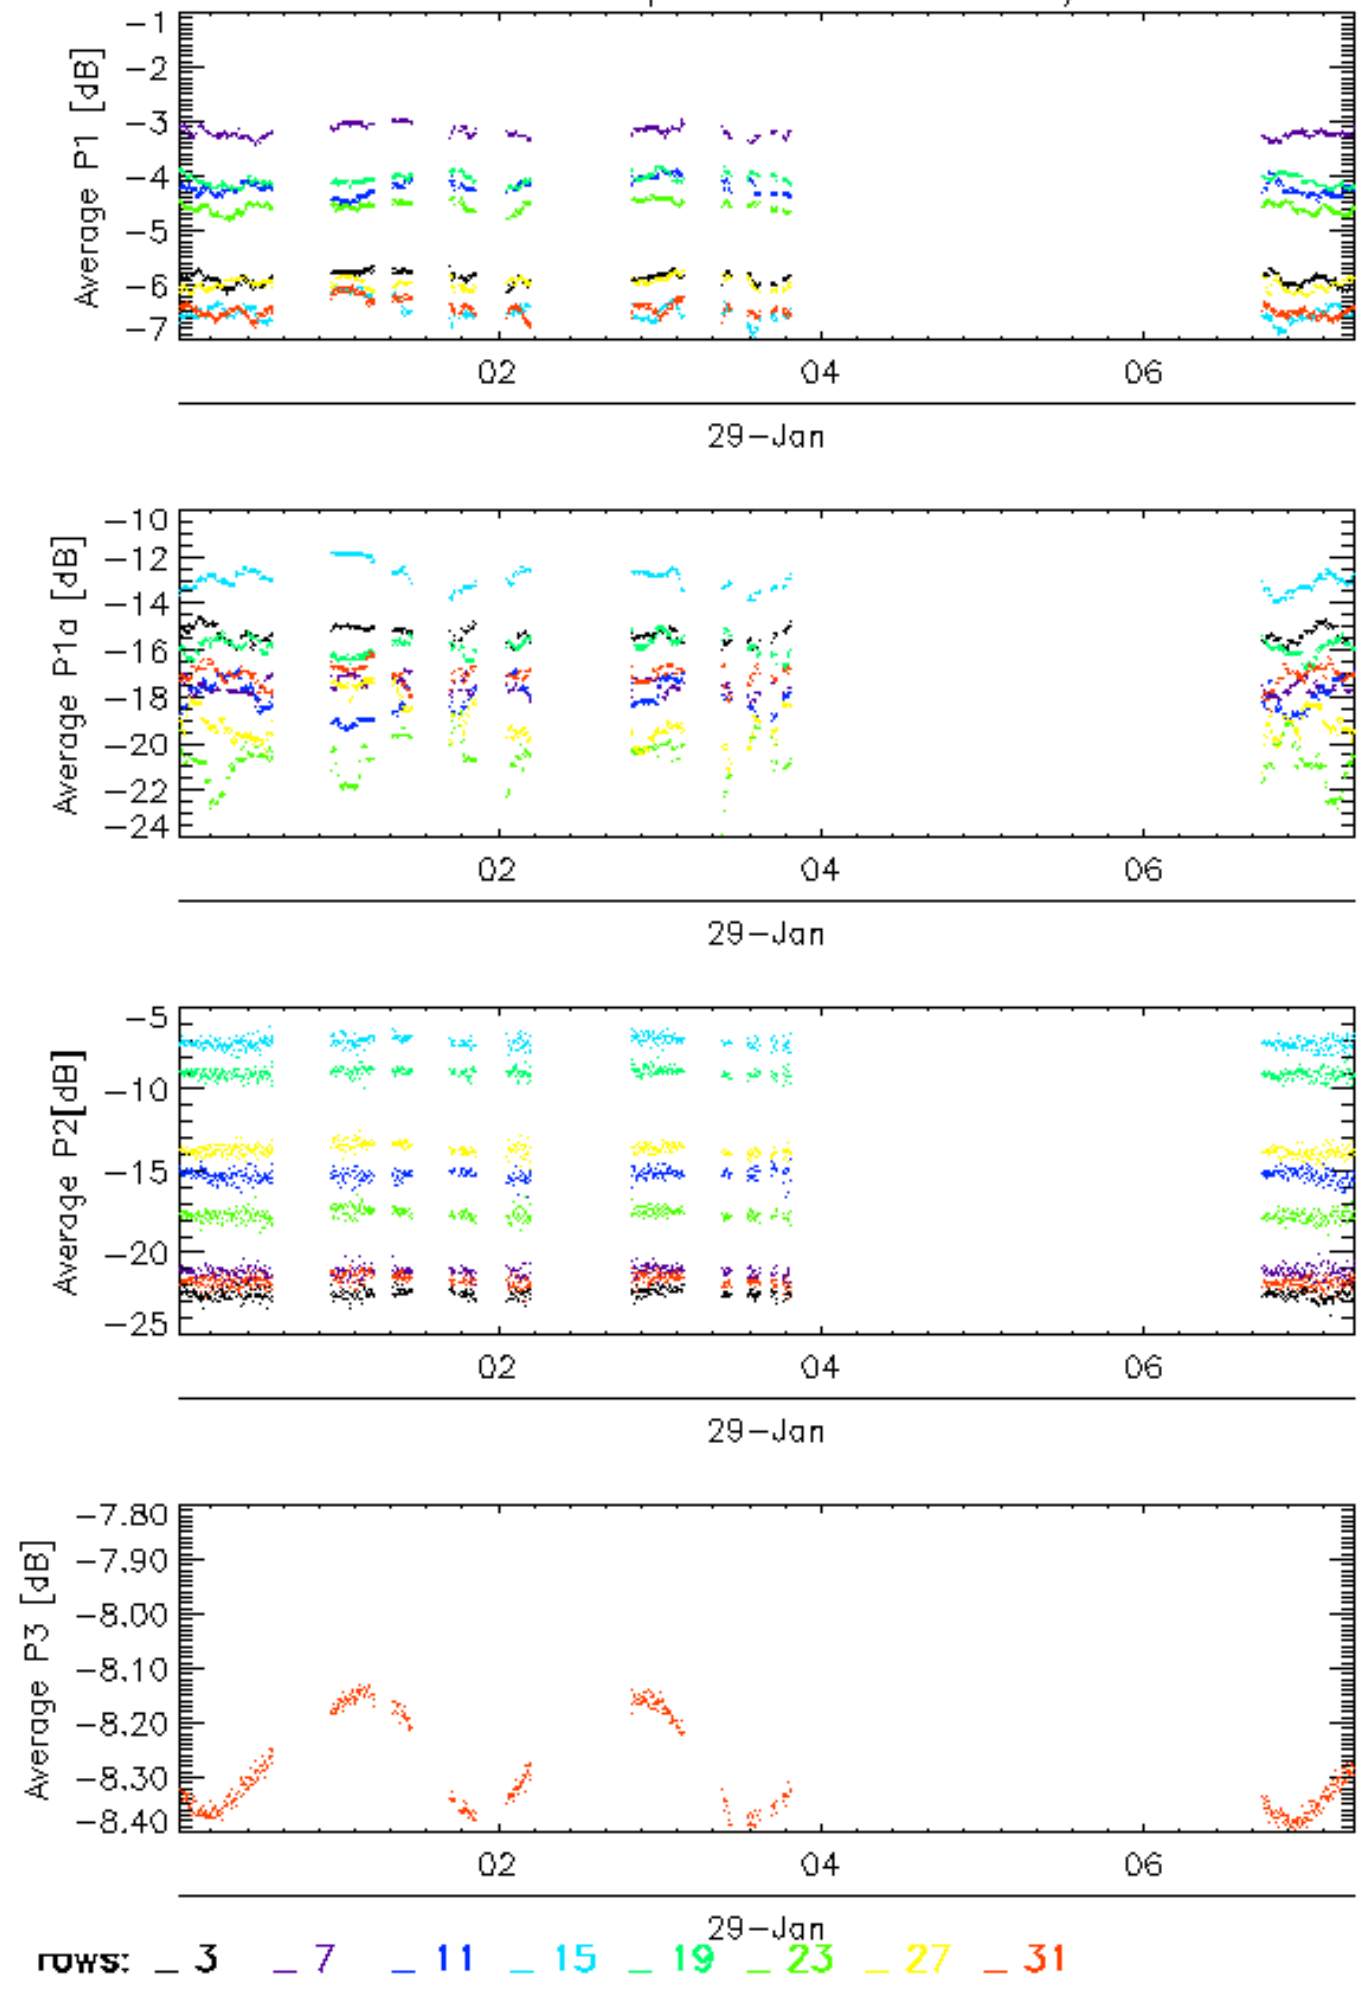 Average P1 [dB]
-1
-2
-3
-4
-5
-6
-7
02 04 06
29-Jan
Average P1a [dB]
-10
-12
-14
-16
-18
-20
-22
-24
02 04 06
29-Jan
Average P2[dB]
-5
-10
-15
-20
-25
02 04 06
29-Jan
Average P3 [dB]
-7.80
-7.90
-8.00
-8.10
-8.20
-8.30
-8.40
02 04 06
29-Jan
rows: _ 3 _ 7 _ 11 _ 15 _ 19 _ 23 _ 27 _ 31